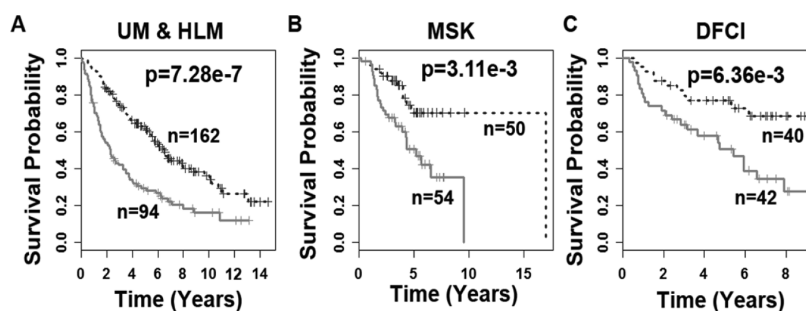 A
UM & HLM
Survival Probability
1.0
0.8
0.6
0.4
0.2
0.0
p=7.28e-7
n=162
n=94
0 2 4 6 8 10 12 14
Time (Years)
B
MSK
Survival Probability
1.0
0.8
0.6
0.4
0.2
0.0
p=3.11e-3
n=50
n=54
0 5 10 15
Time (Years)
C
DFCI
Survival Probability
1.0
0.8
0.6
0.4
0.2
0.0
p=6.36e-3
n=40
n=42
0 2 4 6 8
Time (Years)